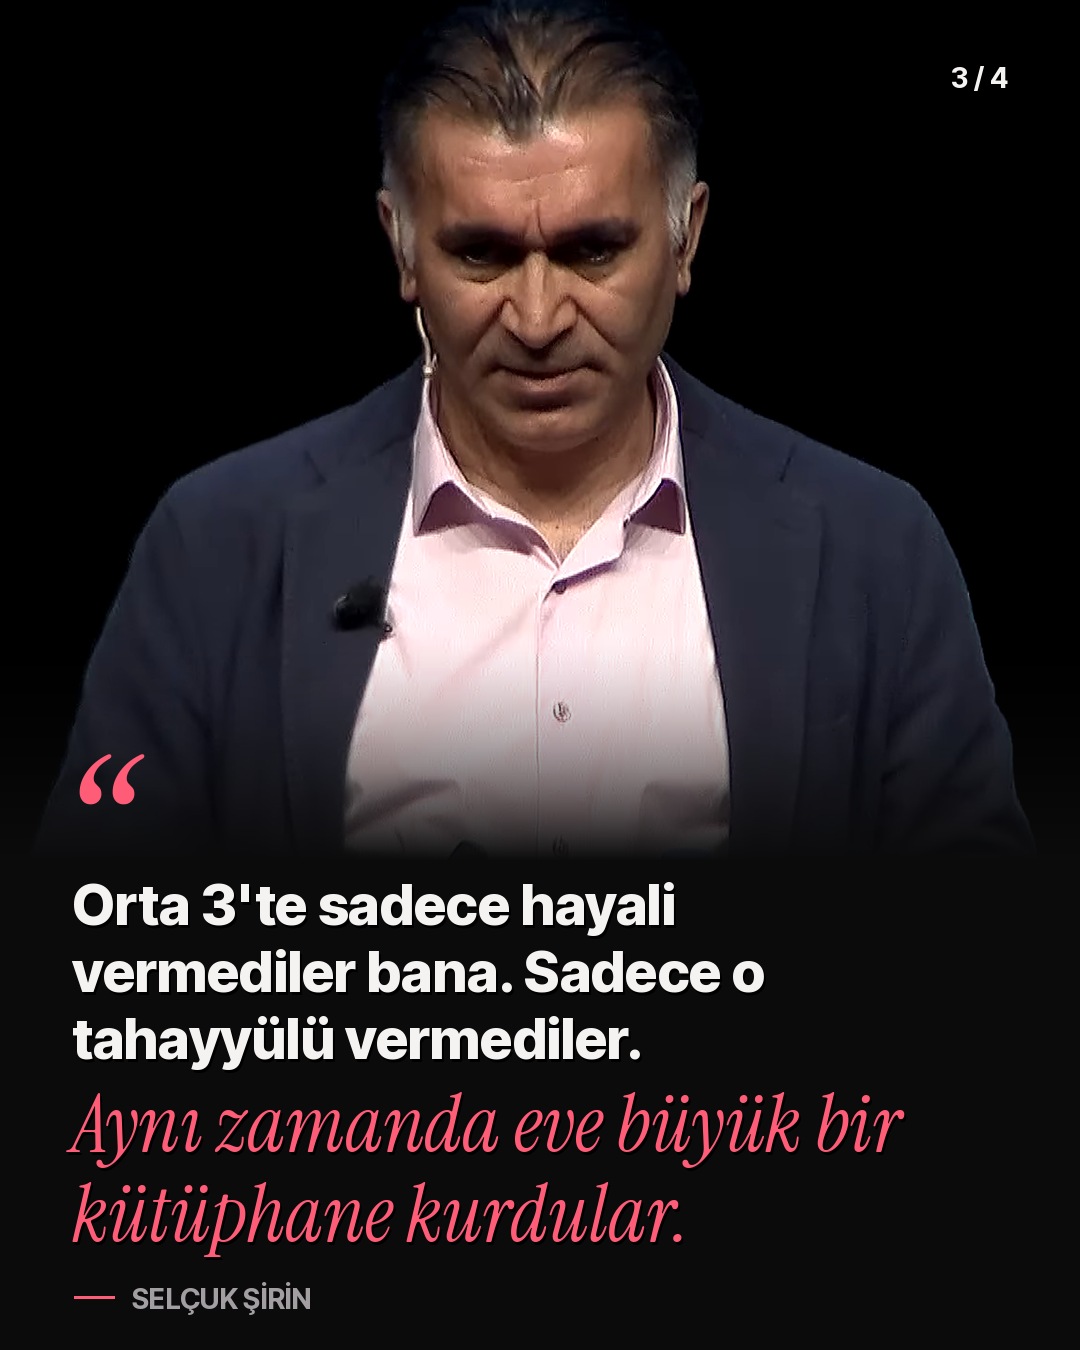 3 / 4
“
Orta 3'te sadece hayali
vermediler bana. Sadece o
tahayyülü vermediler.
Aynı zamanda eve büyük bir
kütüphane kurdular.
— SELÇUK ŞİRİN